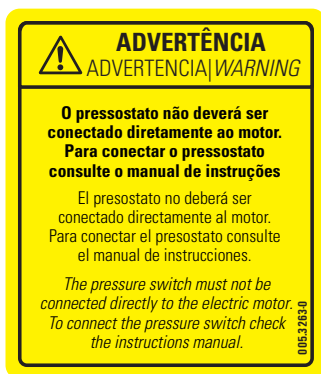 ADVERTÊNCIA
ADVERTENCIA|WARNING
O pressostato não deverá ser
conectado diretamente ao motor.
Para conectar o pressostato
consulte o manual de instruções
El presostato no deberá ser
conectado directamente al motor.
Para conectar el presostato consulte
el manual de instrucciones.
The pressure switch must not be
connected directly to the electric motor.
To connect the pressure switch check
the instructions manual.
005.3263-0